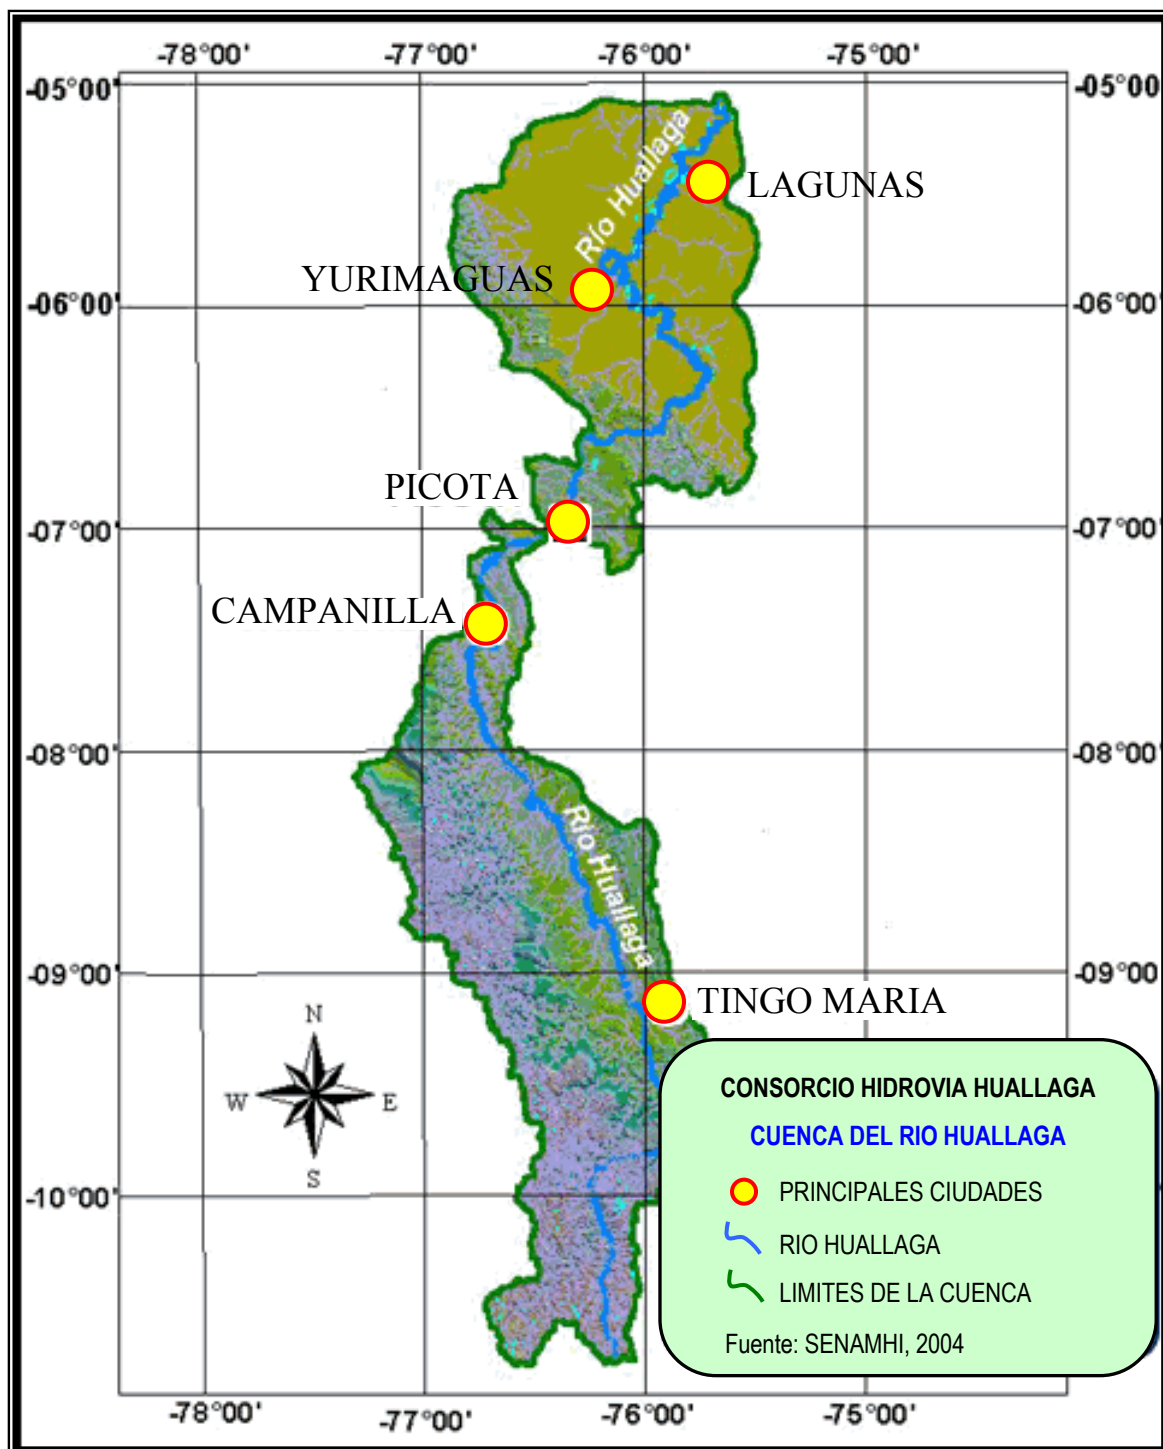 -78°00' -77°00' -76°00' -75°00'
-05°00' -05°00'
Río Huallaga
LAGUNAS
YURIMAGUAS
-06°00' -06°00'
PICOTA
-07°00' -07°00'
CAMPANILLA
-08°00' -08°00'
Río Huallaga
-09°00' -09°00'
TINGO MARIA
N
W E
S
CONSORCIO HIDROVIA HUALLAGA
CUENCA DEL RIO HUALLAGA
PRINCIPALES CIUDADES
-10°00'
RIO HUALLAGA
LIMITES DE LA CUENCA
Fuente: SENAMHI, 2004
-78°00' -77°00' -76°00' -75°00'